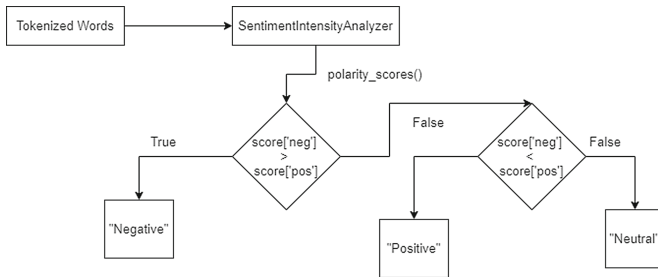 Tokenized Words
SentimentIntensityAnalyzer
polarity_scores()
True
score['neg']
>
score['pos']
False
score['neg']
<
score['pos']
False
"Negative"
"Positive"
"Neutral"